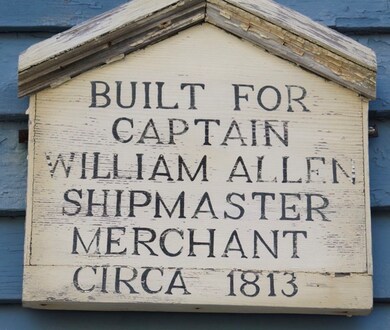 BUILT FOR
CAPTAIN
WILLIAM ALLEN
SHIPMASTER
MERCHANT
CIRCA 1813